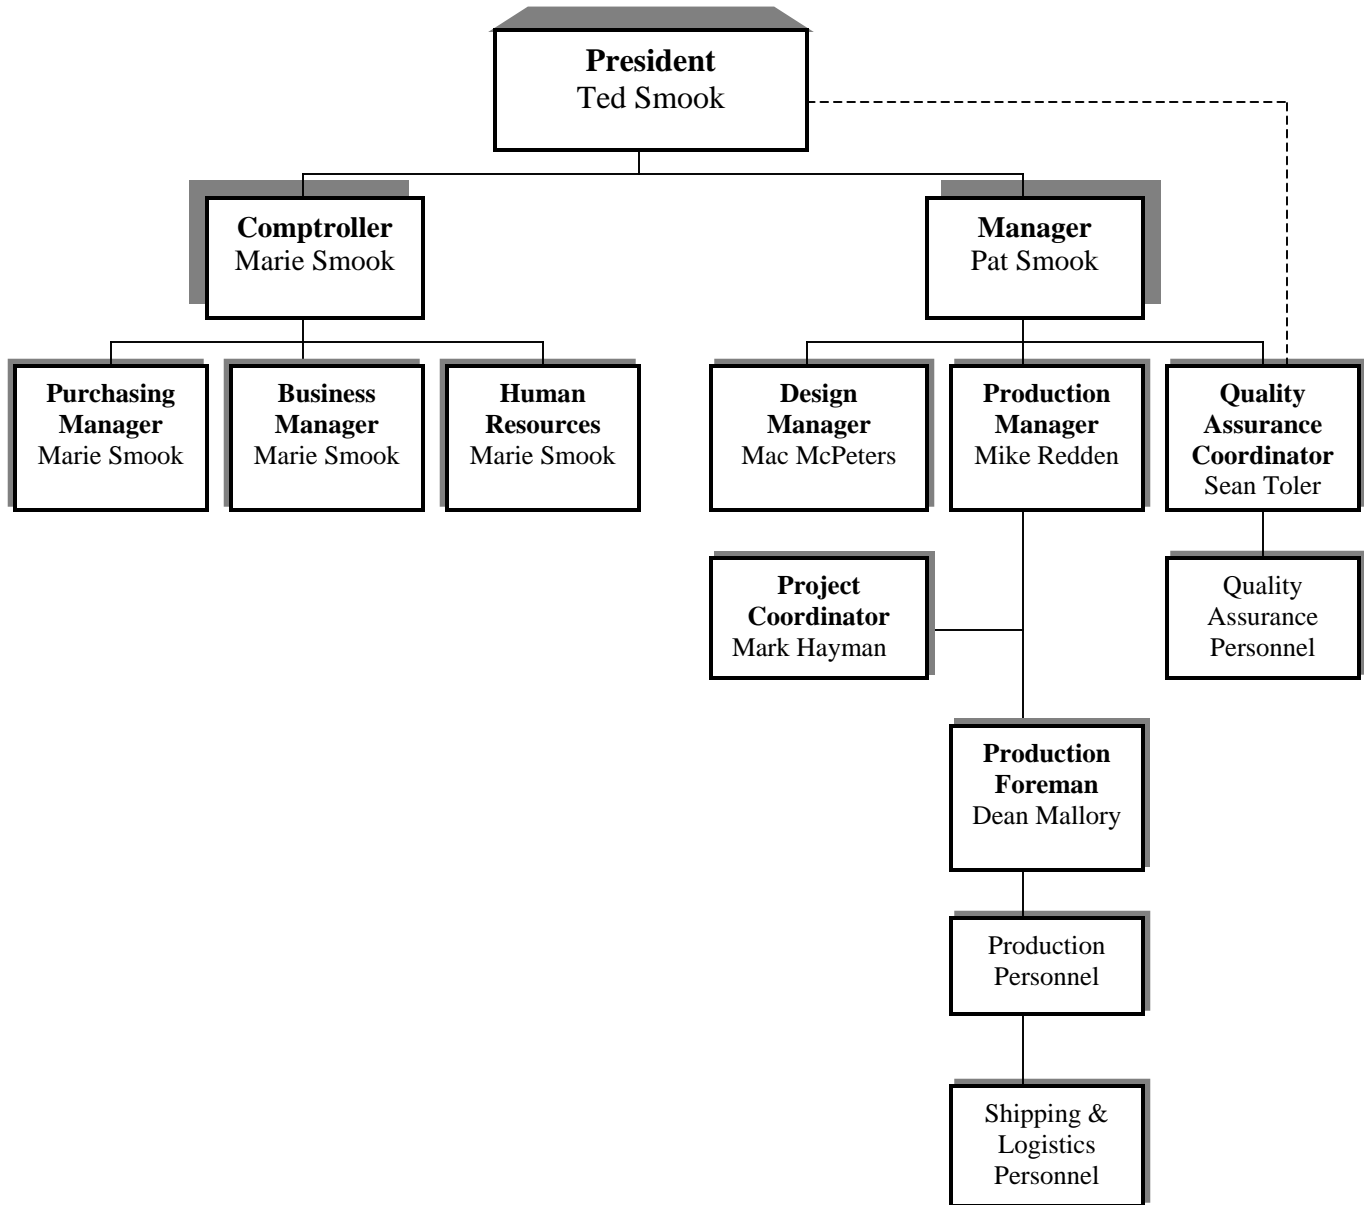 President
Ted Smook
Comptroller
Marie Smook
Manager
Pat Smook
Purchasing
Manager
Marie Smook
Business
Manager
Marie Smook
Human
Resources
Marie Smook
Design
Manager
Mac McPeters
Production
Manager
Mike Redden
Quality
Assurance
Coordinator
Sean Toler
Project
Coordinator
Mark Hayman
Quality
Assurance
Personnel
Production
Foreman
Dean Mallory
Production
Personnel
Shipping &
Logistics
Personnel